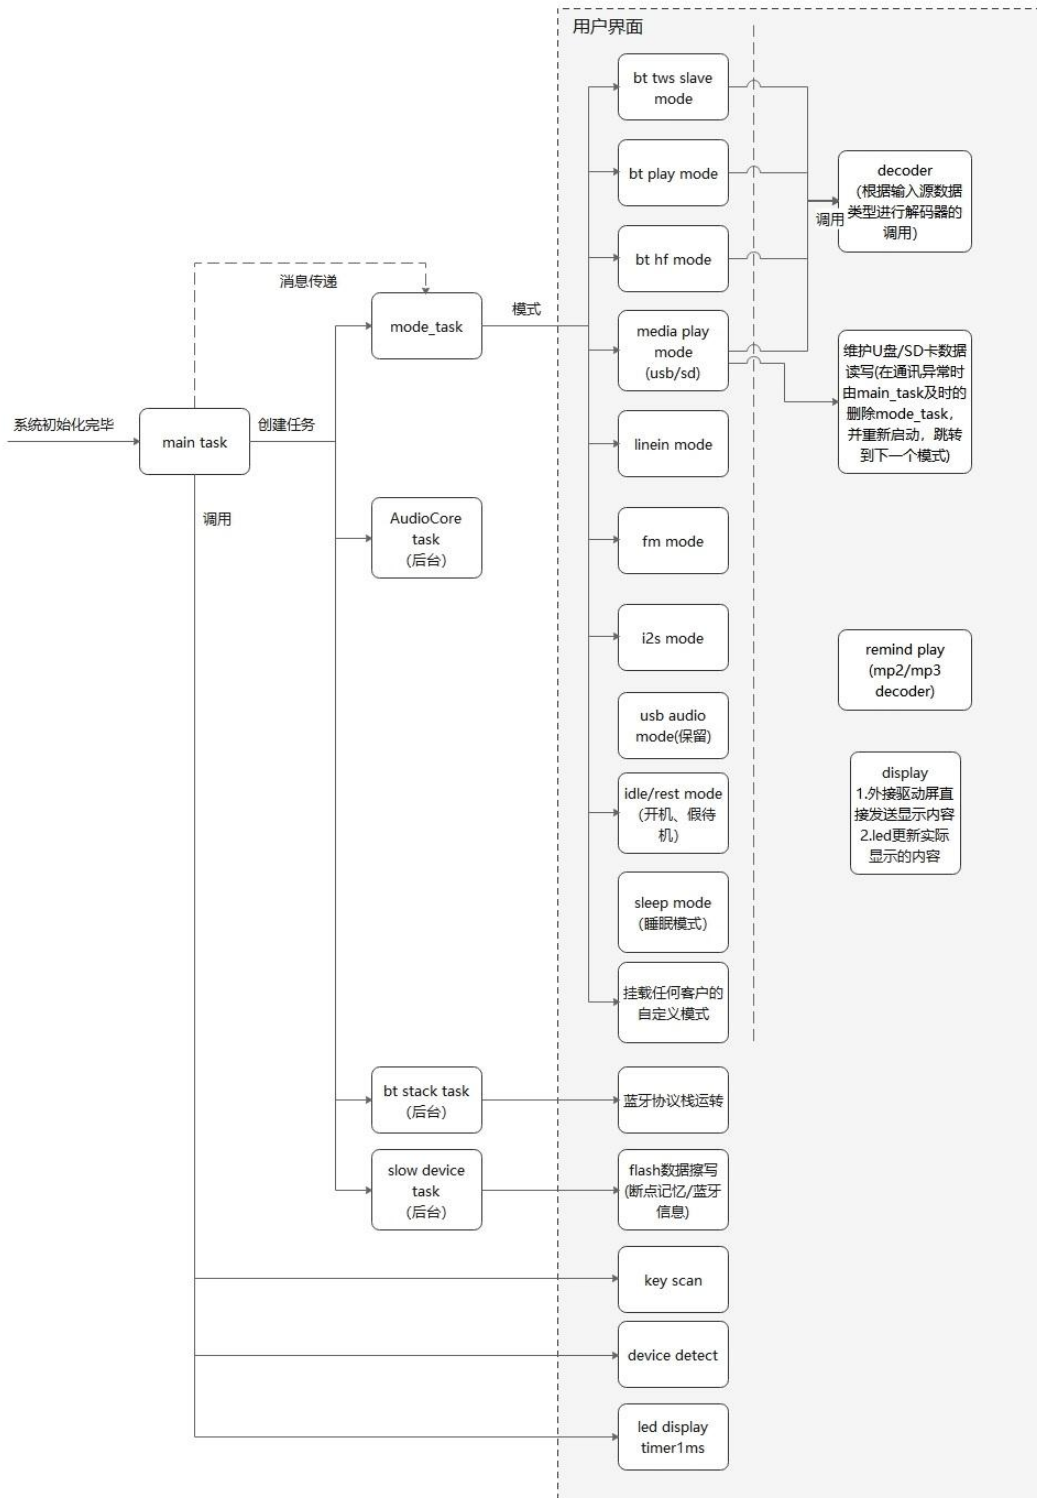 用户界面
bt tws slave
mode
bt play mode
decoder
（根据输入源数据
类型进行解码器的
调用）
调用
bt hf mode
消息传递
mode_task
模式
media play
mode
(usb/sd)
维护U盘/SD卡数据
读写(在通讯异常时
由main_task及时的
删除mode_task，
并重新启动，跳转
到下一个模式)
系统初始化完毕
main task
创建任务
linein mode
调用
AudioCore
task
（后台）
fm mode
i2s mode
remind play
(mp2/mp3
decoder)
usb audio
mode(保留)
display
1.外接驱动屏直
接发送显示内容
2.led更新实际
显示的内容
idle/rest mode
（开机、假待
机）
sleep mode
（睡眠模式）
挂载任何客户的
自定义模式
bt stack task
（后台）
蓝牙协议栈运转
slow device
task
（后台）
flash数据擦写
(断点记忆/蓝牙
信息)
key scan
device detect
led display
timer1ms